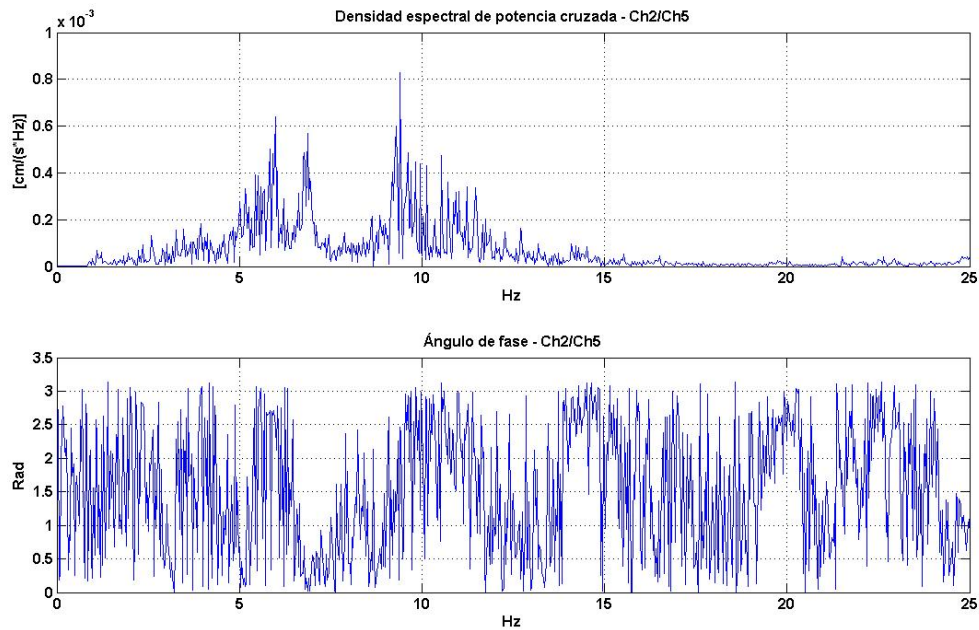 Densidad espectral de potencia cruzada - Ch2/Ch5
x 10^-3
1
0.8
0.6
0.4
0.2
0
[cm/(s*Hz)]
0 5 10 15 20 25
Hz
Ángulo de fase - Ch2/Ch5
3.5
3
2.5
2
1.5
1
0.5
0
Rad
0 5 10 15 20 25
Hz